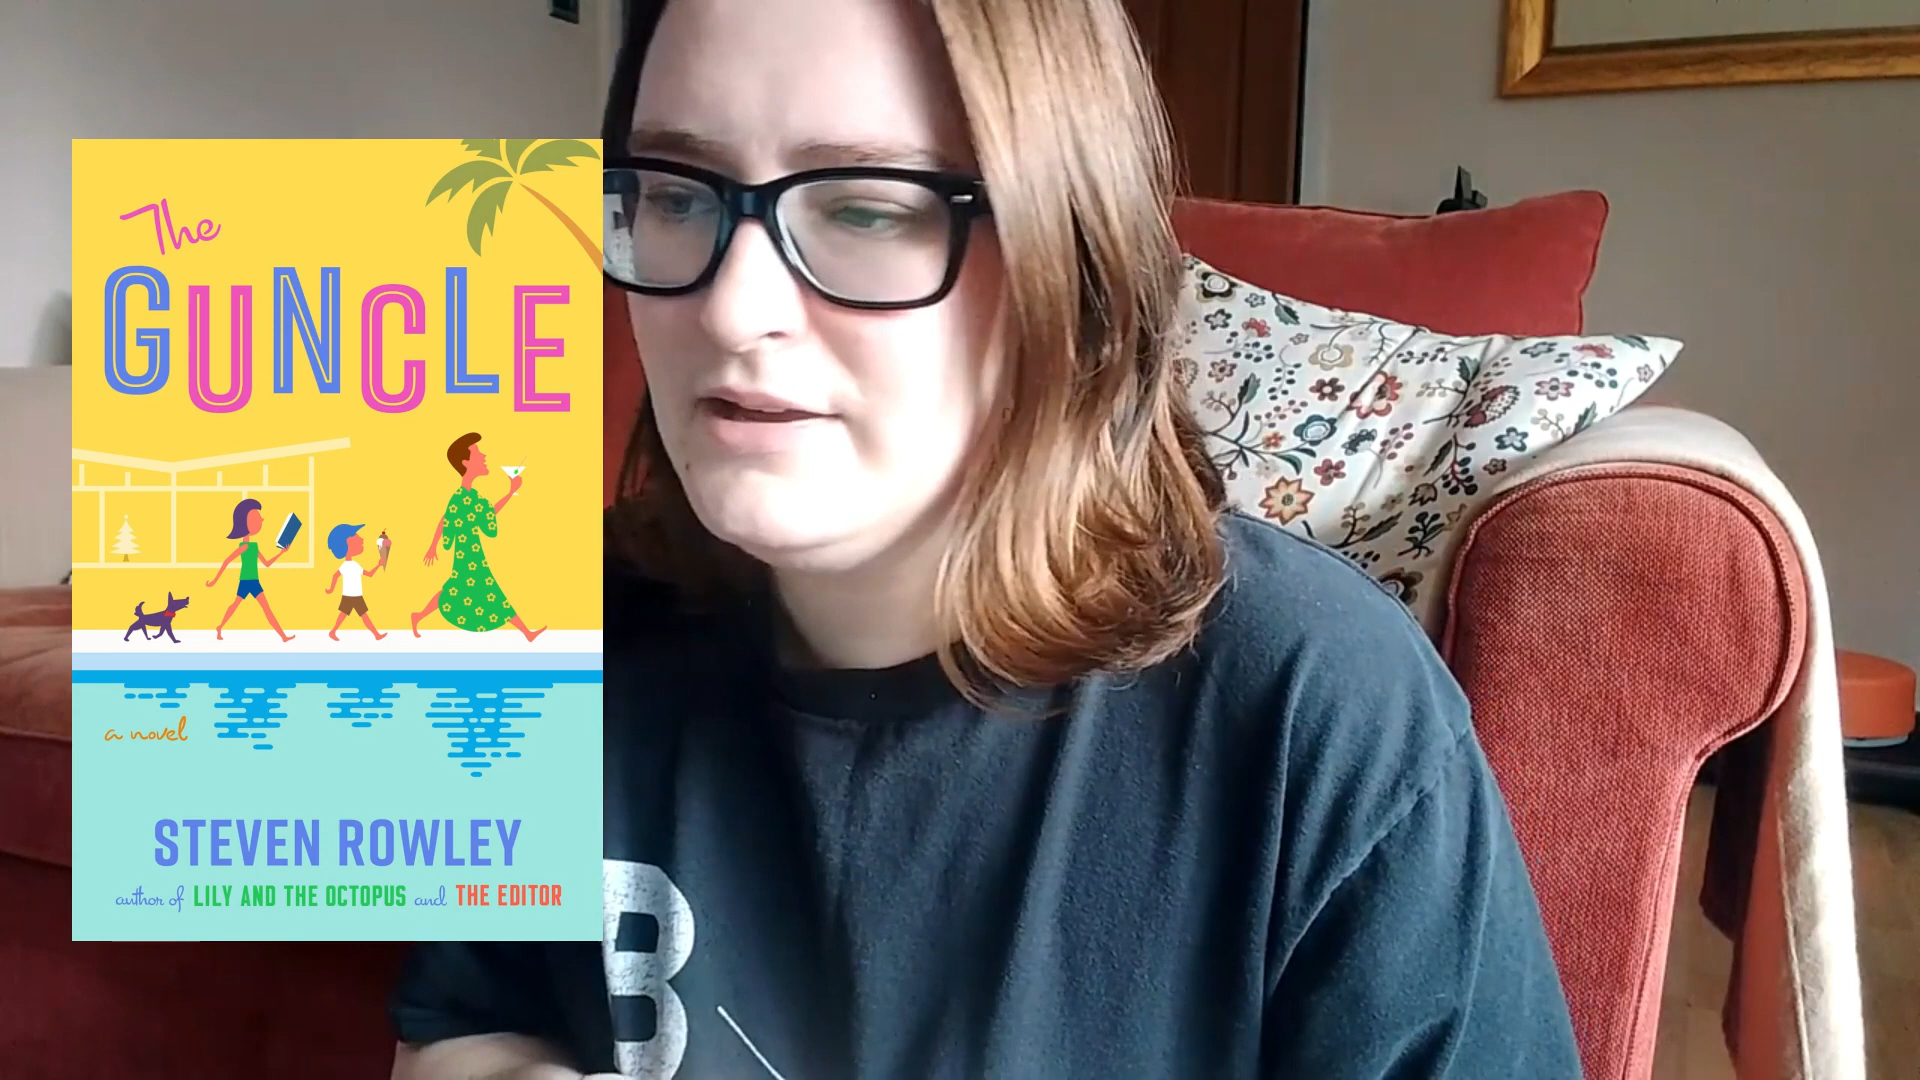 The
GUNCLE
a novel
STEVEN ROWLEY
author of LILY AND THE OCTOPUS and THE EDITOR
B